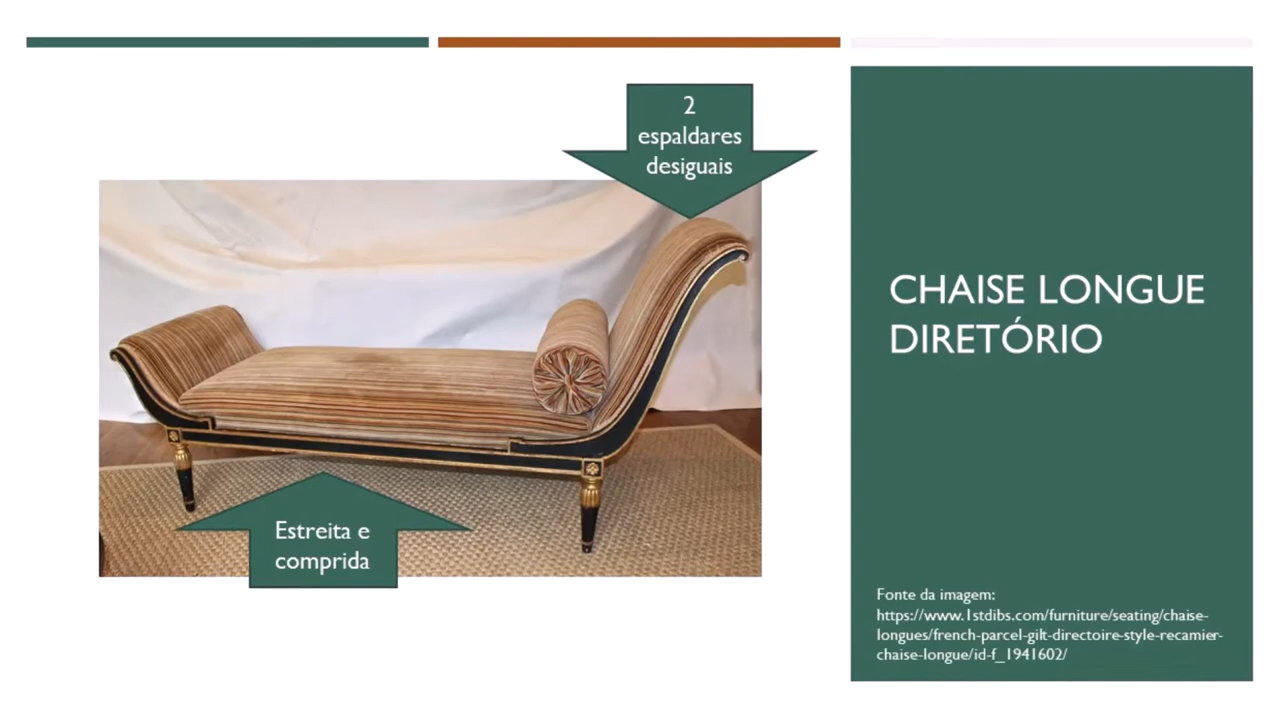 2
espaldares
desiguais
Estreita e
comprida
CHAISE LONGUE
DIRETÓRIO
Fonte da imagem:
https://www.1stdibs.com/furniture/seating/chaise-
longues/french-parcel-gilt-directoire-style-recamier-
chaise-longue/id-f_1941602/